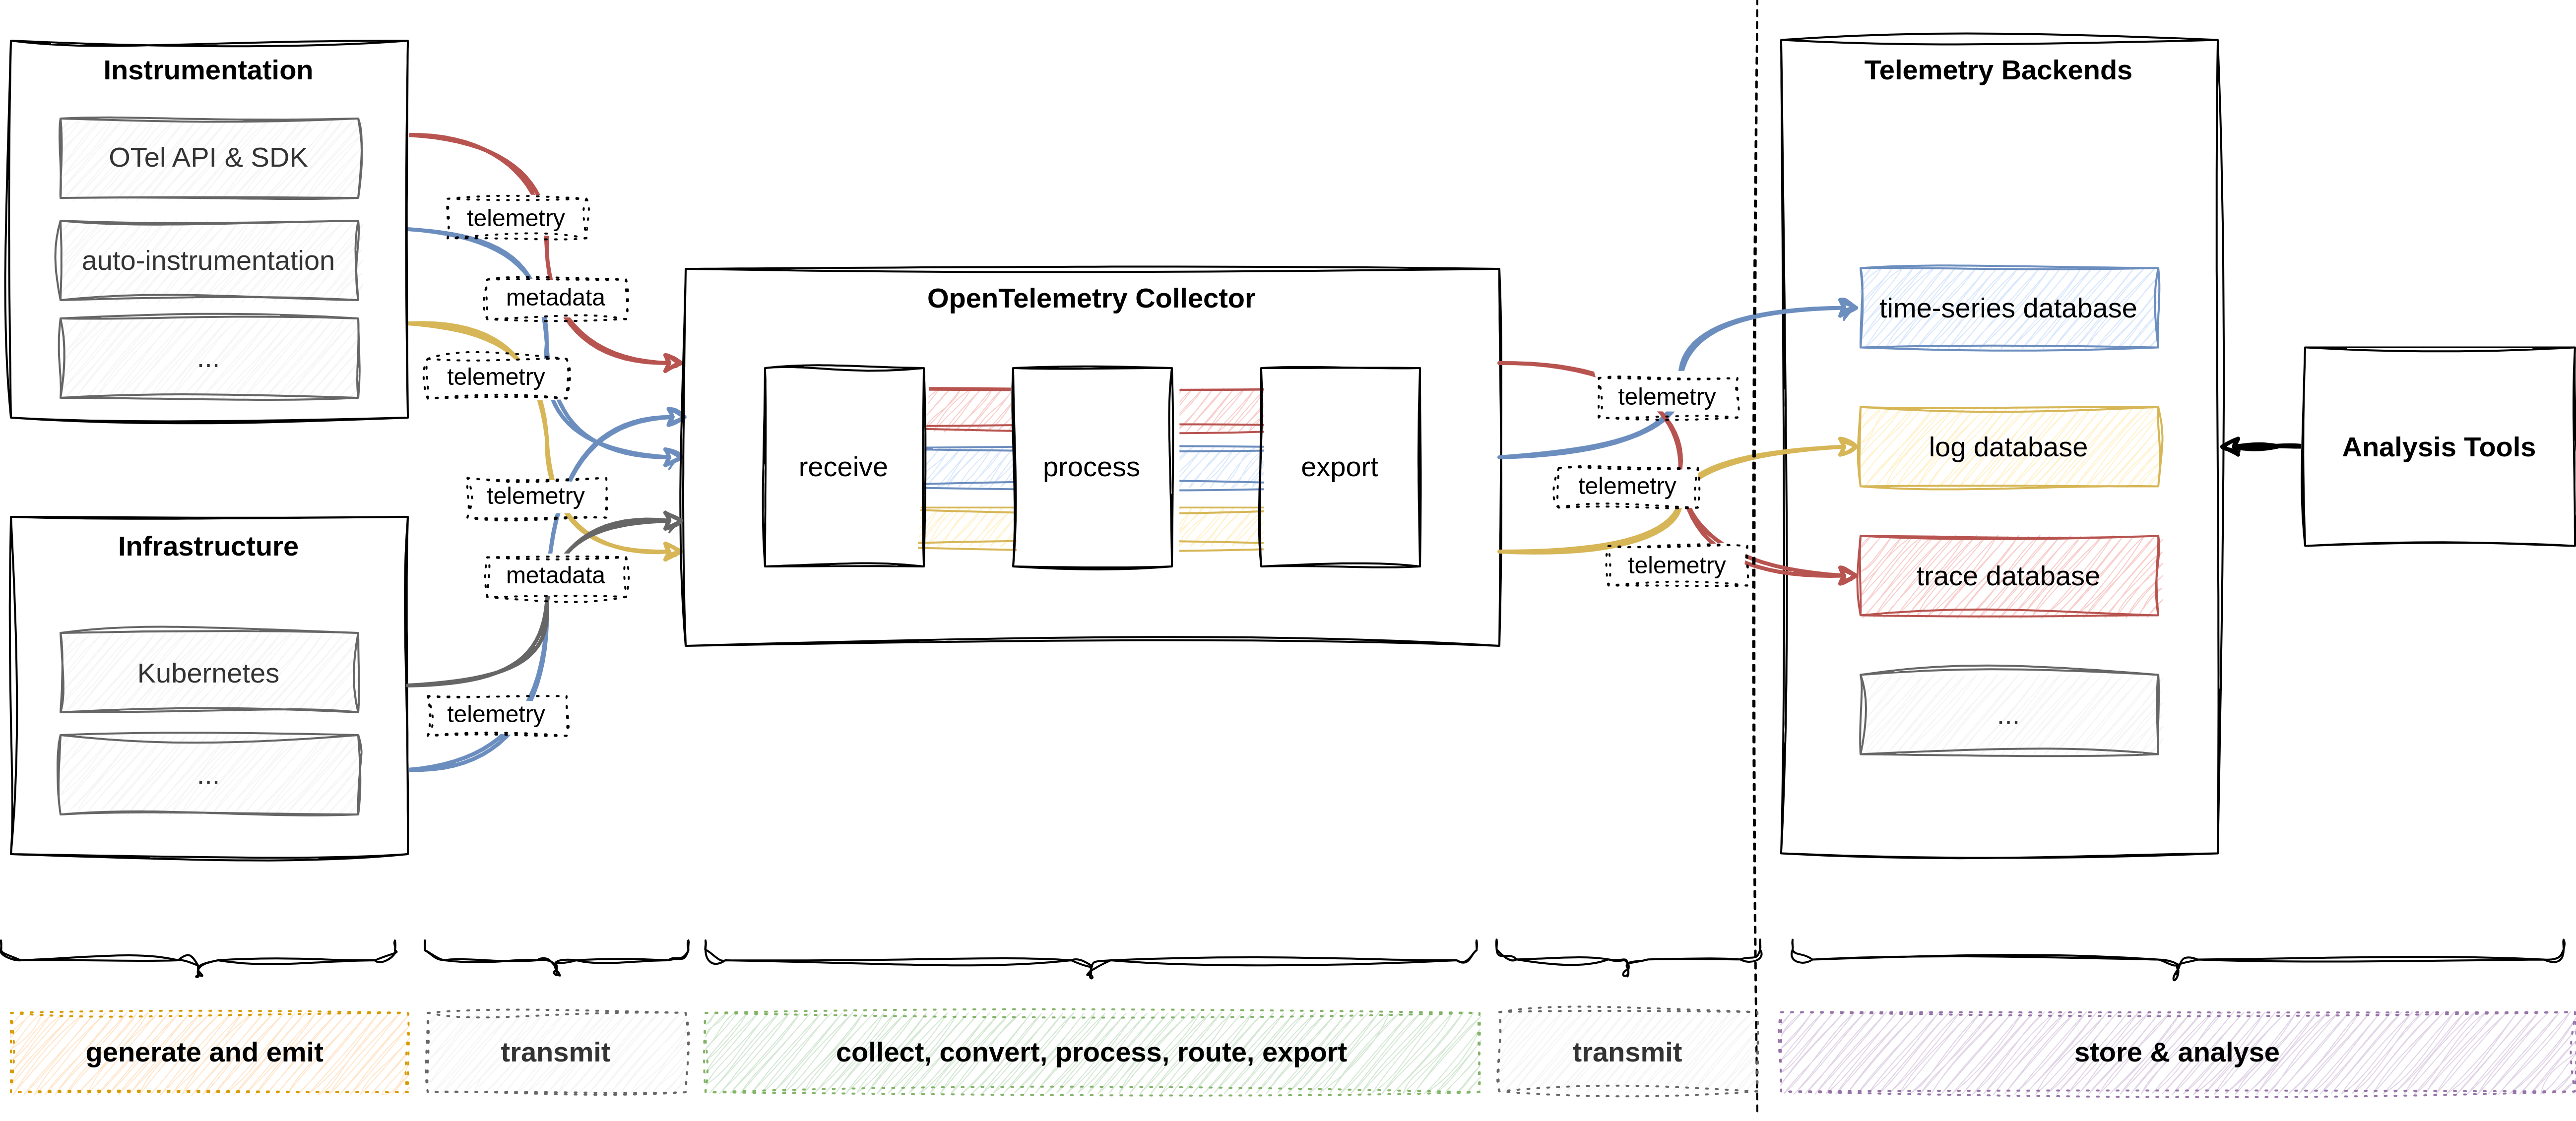 Instrumentation
OTel API & SDK
auto-instrumentation
...
Infrastructure
Kubernetes
...
telemetry
metadata
telemetry
telemetry
metadata
telemetry
OpenTelemetry Collector
receive
process
export
telemetry
telemetry
telemetry
Telemetry Backends
time-series database
log database
trace database
...
Analysis Tools
generate and emit
transmit
collect, convert, process, route, export
transmit
store & analyse